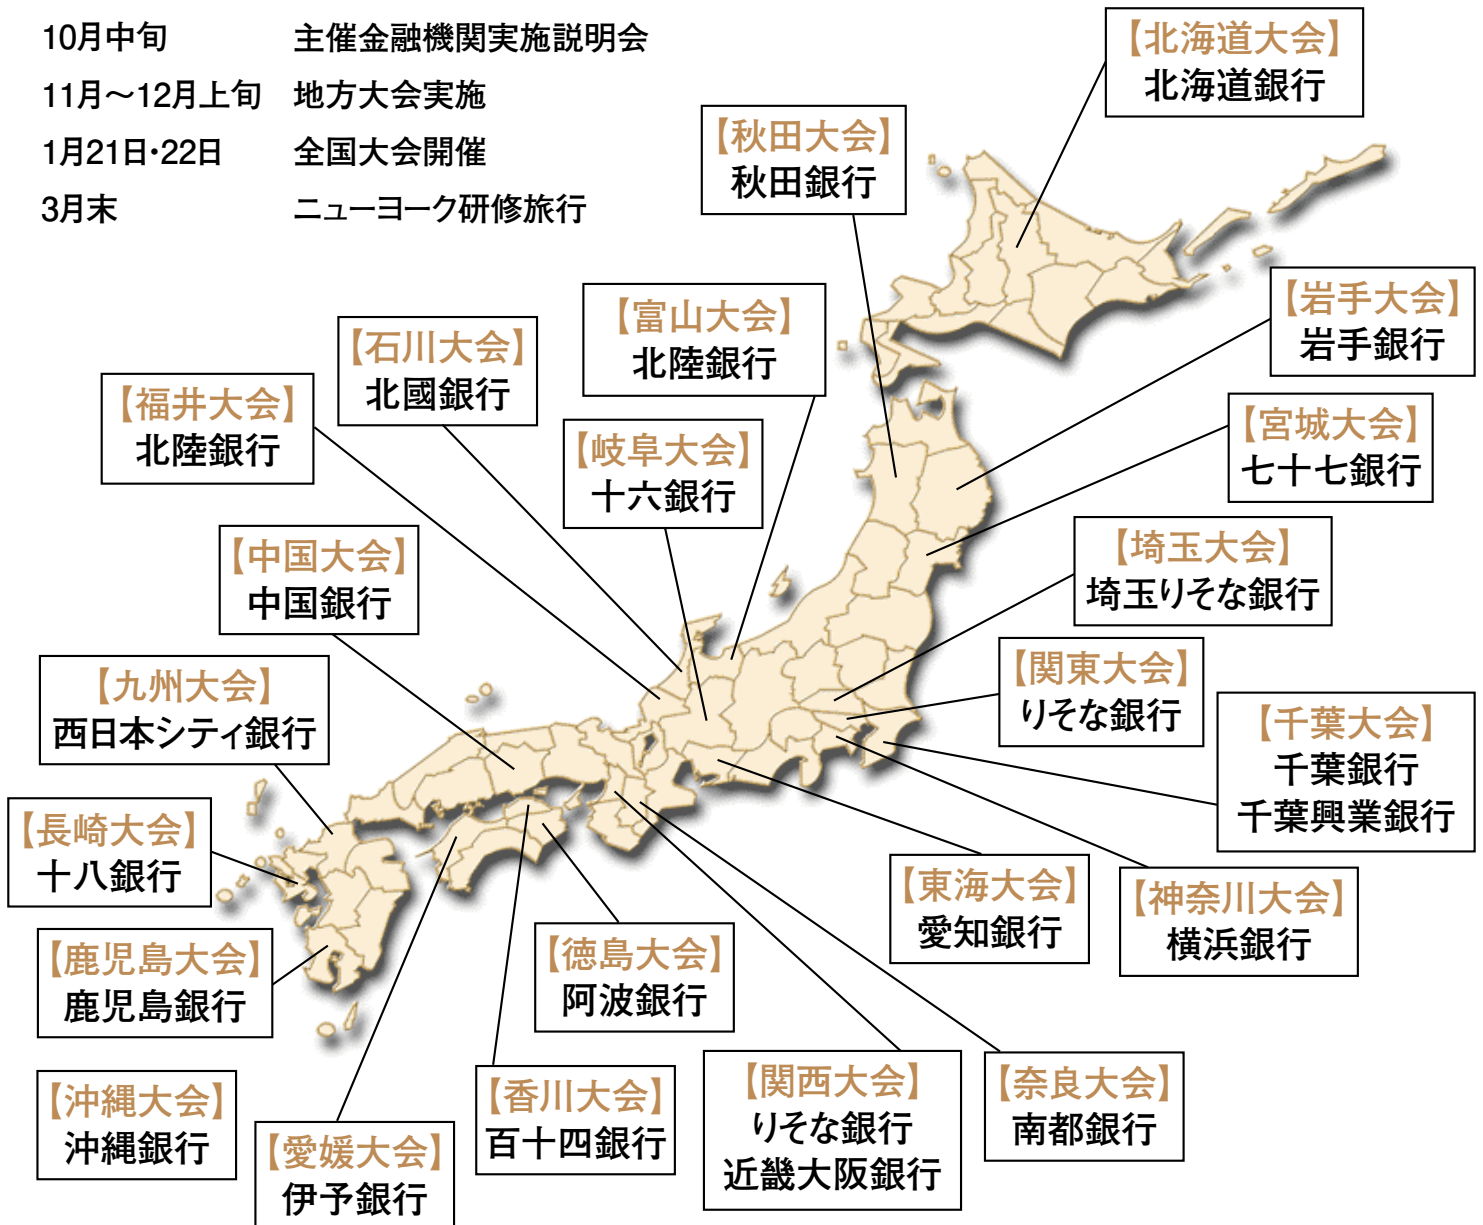 10月中旬 主催金融機関実施説明会
11月～12月上旬 地方大会実施
1月21日・22日 全国大会開催
3月末 ニューヨーク研修旅行
【北海道大会】
北海道銀行
【秋田大会】
秋田銀行
【岩手大会】
岩手銀行
【富山大会】
北陸銀行
【石川大会】
北國銀行
【福井大会】
北陸銀行
【岐阜大会】
十六銀行
【宮城大会】
七十七銀行
【中国大会】
中国銀行
【埼玉大会】
埼玉りそな銀行
【関東大会】
りそな銀行
【九州大会】
西日本シティ銀行
【千葉大会】
千葉銀行
千葉興業銀行
【長崎大会】
十八銀行
【東海大会】
愛知銀行
【神奈川大会】
横浜銀行
【鹿児島大会】
鹿児島銀行
【徳島大会】
阿波銀行
【沖縄大会】
沖縄銀行
【愛媛大会】
伊予銀行
【香川大会】
百十四銀行
【関西大会】
りそな銀行
近畿大阪銀行
【奈良大会】
南都銀行